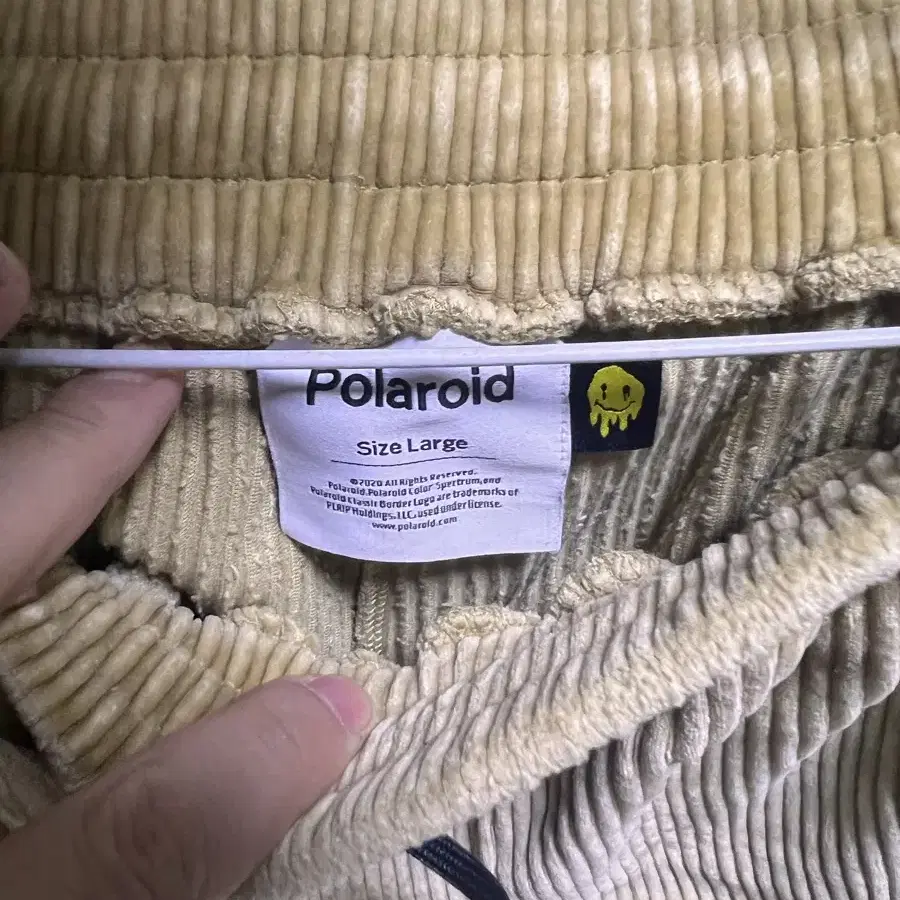 Polaroid
Size Large
©2020 All Rights Reserved.
Polaroid, Polaroid Color Spectrum, and
Polaroid Classic Border Logo are trademarks of
PLRIP Holdings, LLC, used under license.
www.polaroid.com